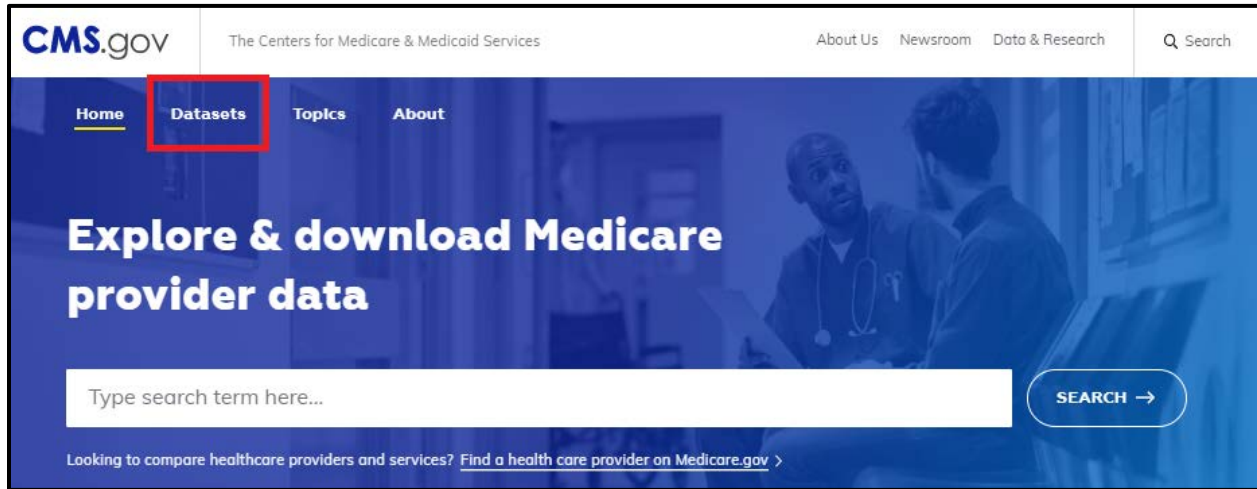 CMS.gov
The Centers for Medicare & Medicaid Services
About Us Newsroom Data & Research
Search
Home Datasets Topics About
Explore & download Medicare
provider data
Type search term here...
SEARCH →
Looking to compare healthcare providers and services? Find a health care provider on Medicare.gov >